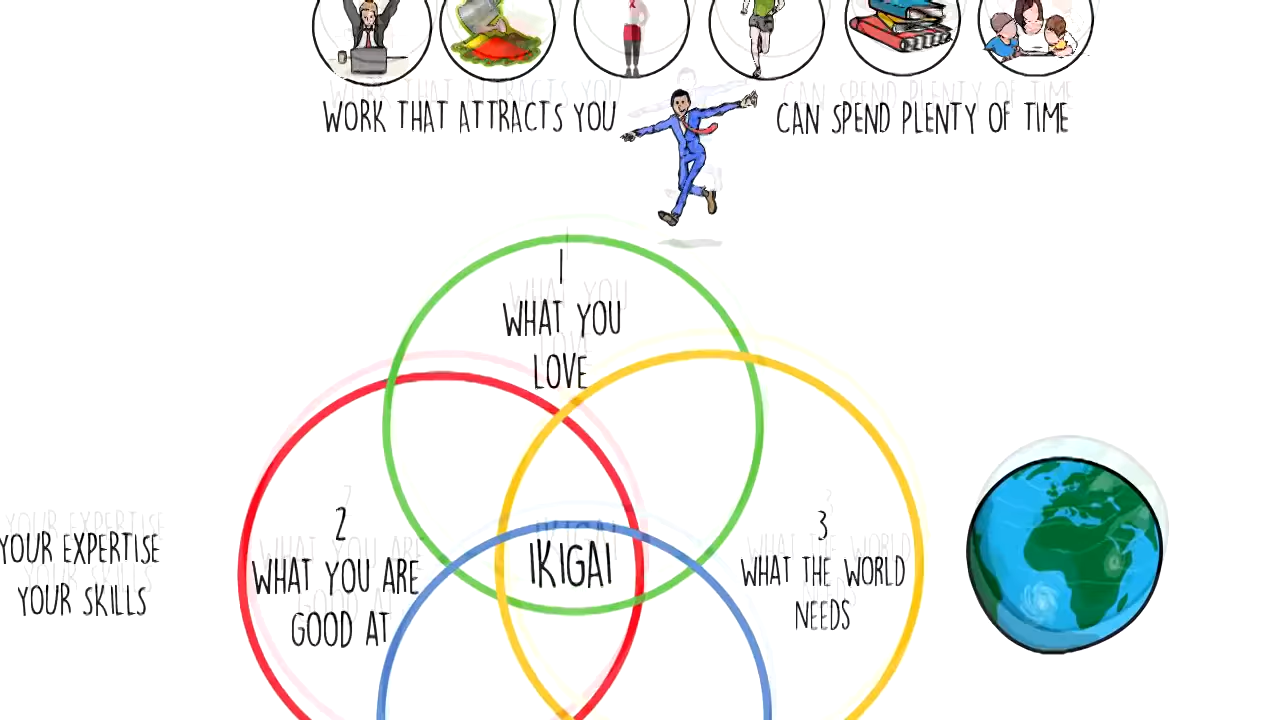 WORK THAT ATTRACTS YOU
CAN SPEND PLENTY OF TIME
1
WHAT YOU
LOVE
2
WHAT YOU ARE
GOOD AT
3
WHAT THE WORLD
NEEDS
IKIGAI
YOUR EXPERTISE
YOUR SKILLS